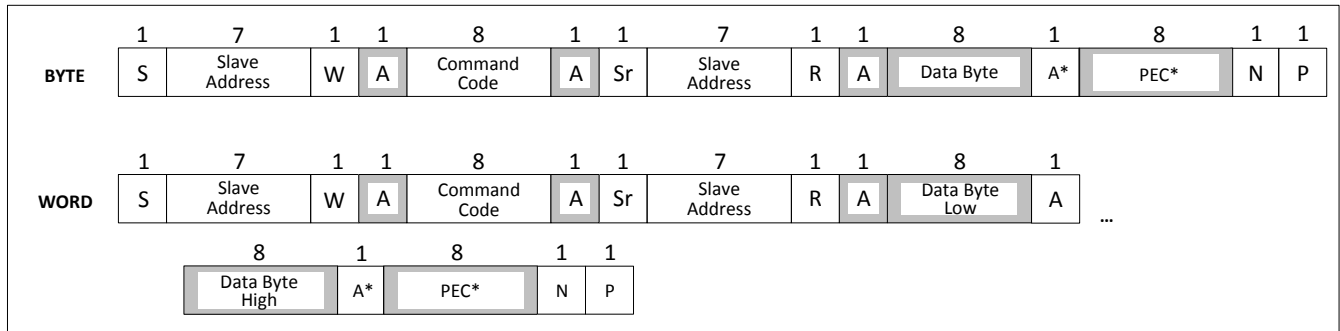 1 7 1 1 8 1 1 7 1 1 8 1 8 1 1
BYTE S Slave Address W A Command Code A Sr Slave Address R A Data Byte A* PEC* N P
1 7 1 1 8 1 1 7 1 1 8 1
WORD S Slave Address W A Command Code A Sr Slave Address R A Data Byte Low A ...
8 1 8 1 1
Data Byte High A* PEC* N P